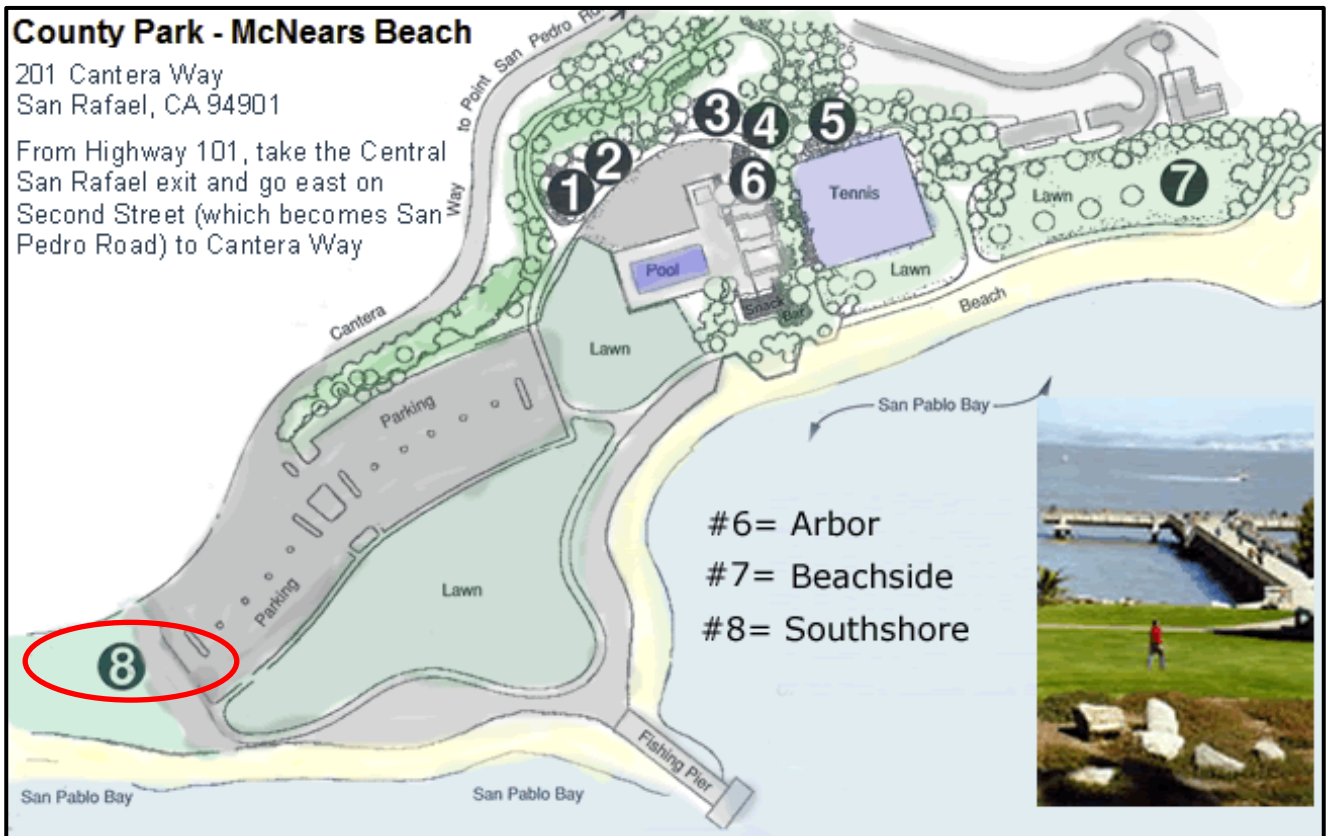 County Park - McNears Beach
201 Cantera Way
San Rafael, CA 94901
From Highway 101, take the Central
San Rafael exit and go east on
Second Street (which becomes San
Pedro Road) to Cantera Way
Cantera Way to Point San Pedro Road
1
2
3
4
5
6
7
Tennis
Lawn
Pool
Lawn
Snack
Bar
Beach
Lawn
San Pablo Bay
Parking
Parking
Lawn
8
#6= Arbor
#7= Beachside
#8= Southshore
Fishing Pier
San Pablo Bay
San Pablo Bay